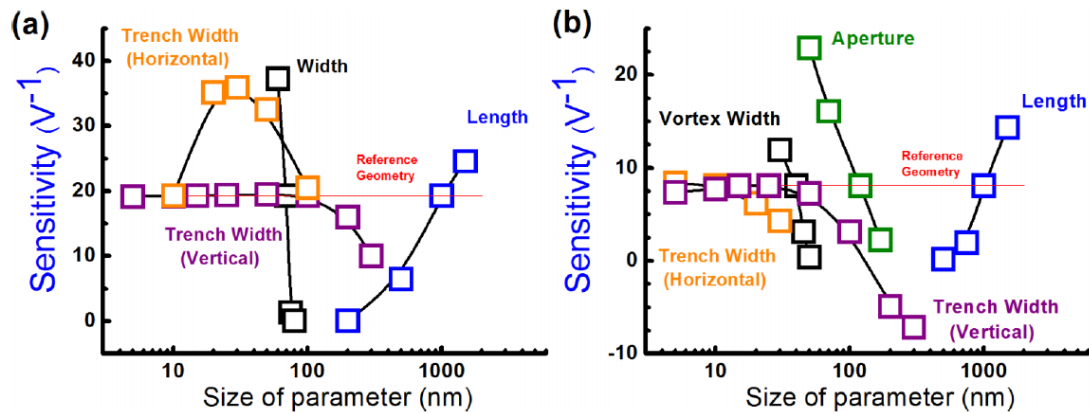 (a)
Trench Width
(Horizontal)
Width
Length
Reference
Geometry
Trench Width
(Vertical)
40
30
20
10
0
Sensitivity (V⁻¹)
10
100
1000
Size of parameter (nm)
(b)
Aperture
Length
Vortex Width
Reference
Geometry
Trench Width
(Horizontal)
Trench Width
(Vertical)
20
10
0
-10
Sensitivity (V⁻¹)
10
100
1000
Size of parameter (nm)